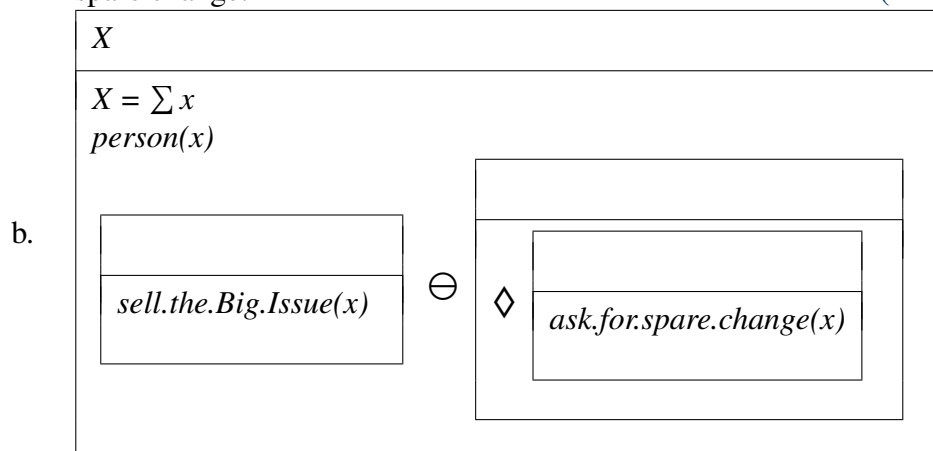 X
X = ∑ x
person(x)
b.
sell.the.Big.Issue(x) ⊖ ◊ ask.for.spare.change(x)